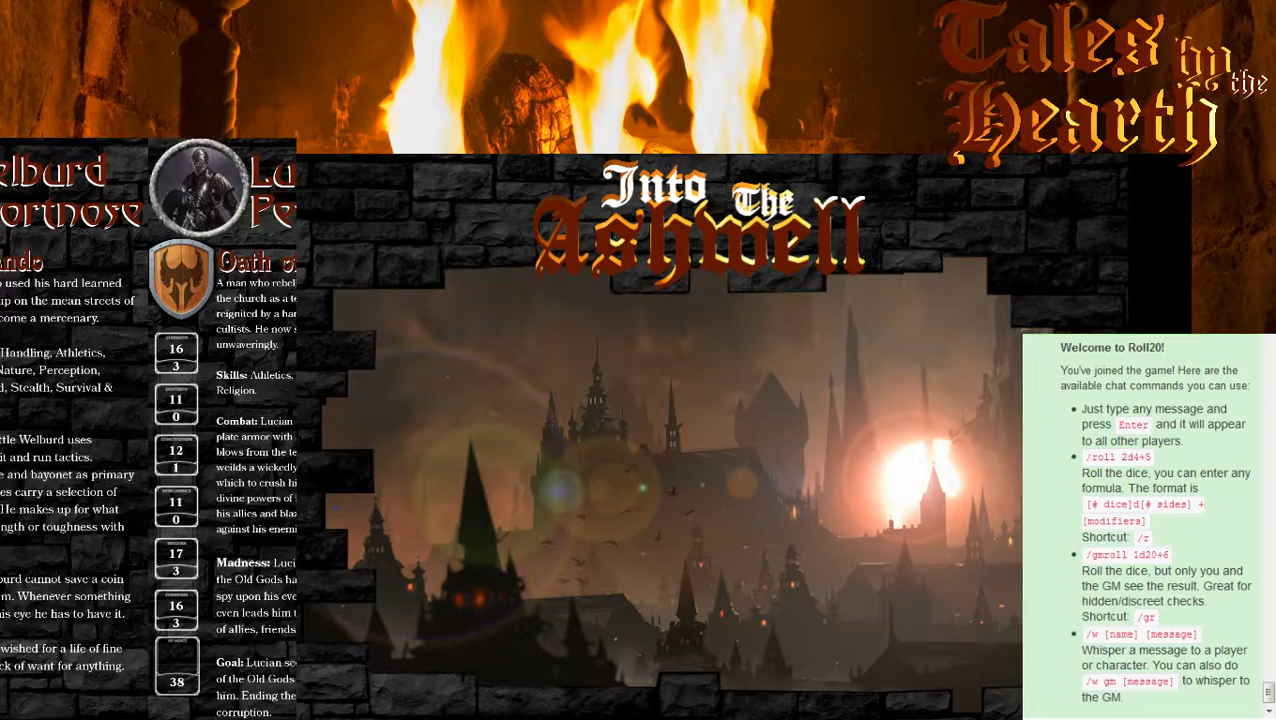 Tales by
the
Hearth
Into The
Ashwell
elburd
ortnose
ando
o used his hard learned
up on the mean streets of
come a mercenary.
Handling, Athletics,
Nature, Perception,
d, Stealth, Survival &
ttle Welburd uses
it and run tactics.
e and bayonet as primary
es carry a selection of
He makes up for what
ngth or toughness with
burd cannot save a coin
m. Whenever something
his eye he has to have it.
wished for a life of fine
ck of want for anything.
Lu
Pe
Oath o
A man who rebel
the church as a te
reignited by a har
cultists. He now s
unwaveringly.
Skills: Athletics,
Religion.
Combat: Lucian
plate armor with
blows from the te
weilds a wickedly
which to crush hi
divine powers of
his allies and blaz
against his enemi
Madness: Luci
the Old Gods ha
spy upon his eve
even leads him t
of allies, friends
Goal: Lucian see
of the Old Gods
him. Ending the
corruption.
16
3
11
0
12
1
11
0
17
3
16
3
38
Welcome to Roll20!
You've joined the game! Here are the
available chat commands you can use:
• Just type any message and
press Enter and it will appear
to all other players.
• /roll 2d4+5
Roll the dice, you can enter any
formula. The format is
[# dice]d[# sides] +
[modifiers]
Shortcut: /r
• /gmroll 1d20+6
Roll the dice, but only you and
the GM see the result. Great for
hidden/discreet checks.
Shortcut: /gr
• /w [name] [message]
Whisper a message to a player
or character. You can also do
/w gm [message] to whisper to
the GM.